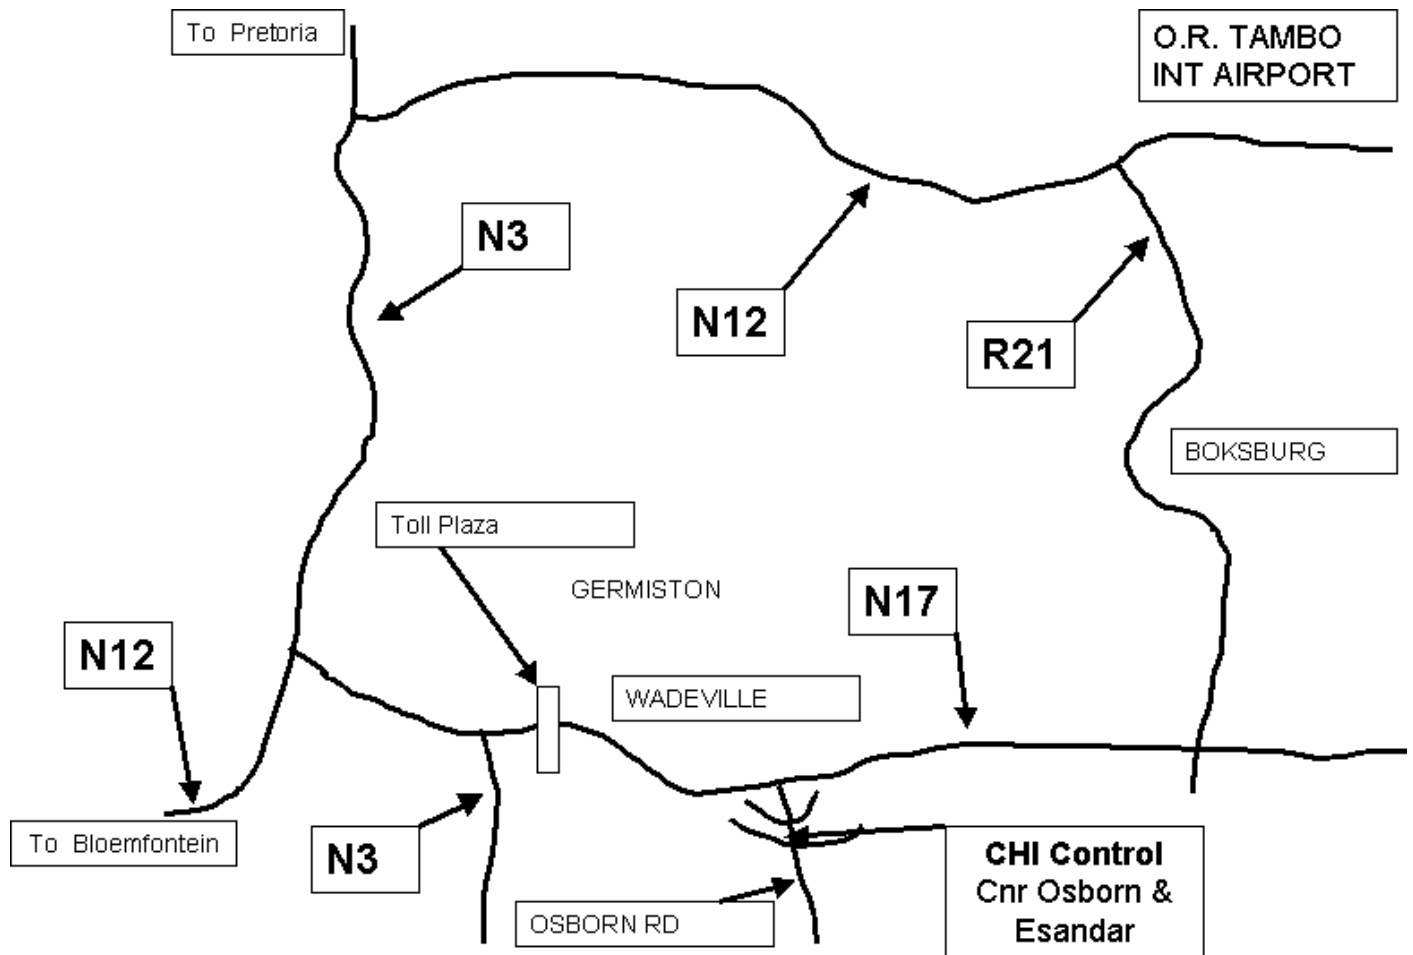 To Pretoria
O.R. TAMBO
INT AIRPORT
N3
N12
R21
BOKSBURG
Toll Plaza
GERMISTON
N17
N12
WADEVILLE
To Bloemfontein
N3
CHI Control
Cnr Osborn &
Esandar
OSBORN RD